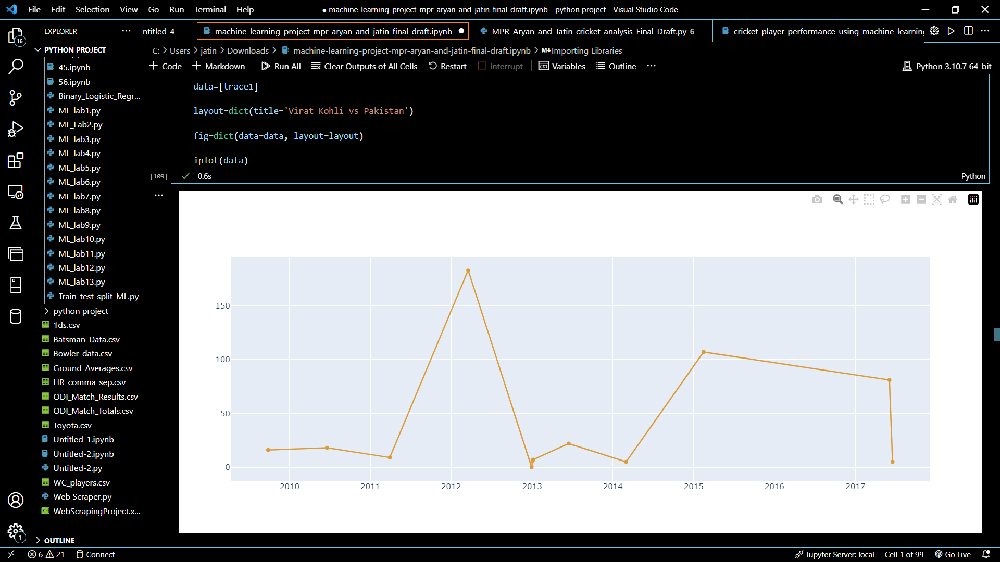 File Edit Selection View Go Run Terminal Help
● machine-learning-project-mpr-aryan-and-jatin-final-draft.ipynb - python project - Visual Studio Code
EXPLORER
ntitled-4
machine-learning-project-mpr-aryan-and-jatin-final-draft.ipynb
MPR_Aryan_and_Jatin_cricket_analysis_Final_Draft.py 6
cricket-player-performance-using-machine-learning
C: > Users > jatin > Downloads > machine-learning-project-mpr-aryan-and-jatin-final-draft.ipynb > M↓Importing Libraries
+ Code + Markdown Run All Clear Outputs of All Cells Restart Interrupt Variables Outline ...
Python 3.10.7 64-bit
16
PYTHON PROJECT
45.ipynb
56.ipynb
Binary_Logistic_Regr...
ML_lab1.py
ML_Lab2.py
ML_lab3.py
ML_lab4.py
ML_lab5.py
ML_lab6.py
ML_lab7.py
ML_lab8.py
ML_lab9.py
ML_lab10.py
ML_lab11.py
ML_lab12.py
ML_lab13.py
Train_test_split_ML.py
python project
1ds.csv
Batsman_Data.csv
Bowler_data.csv
Ground_Averages.csv
HR_comma_sep.csv
ODI_Match_Results.csv
ODI_Match_Totals.csv
Toyota.csv
Untitled-1.ipynb
Untitled-2.ipynb
Untitled-2.py
WC_players.csv
Web Scraper.py
WebScrapingProject.x...
OUTLINE
1
data=[trace1]
layout=dict(title='Virat Kohli vs Pakistan')
fig=dict(data=data, layout=layout)
iplot(data)
[109] 0.6s
Python
150
100
50
0
2010 2011 2012 2013 2014 2015 2016 2017
6 21 Connect
Jupyter Server: local Cell 1 of 99 Go Live